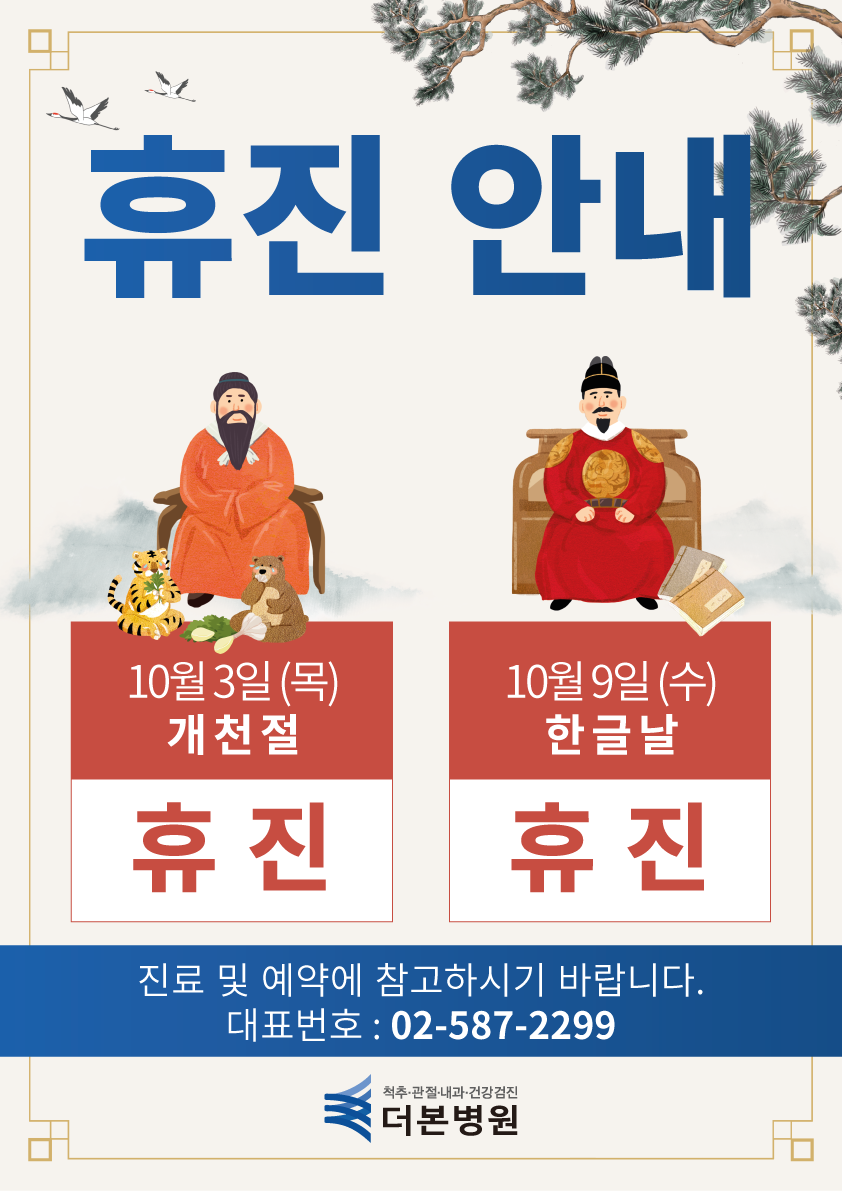 휴진 안내
10월 3일 (목)
개천절
휴진
10월 9일 (수)
한글날
휴진
진료 및 예약에 참고하시기 바랍니다.
대표번호 : 02-587-2299
척추·관절·내과·건강검진
더본병원